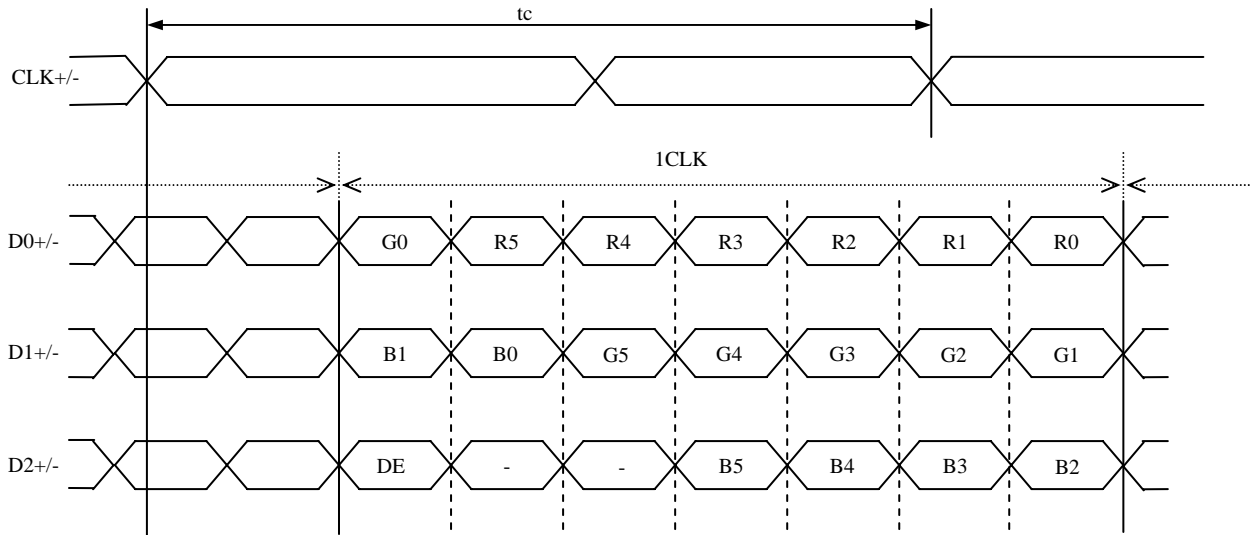 tc
CLK+/-
1CLK
D0+/- G0 R5 R4 R3 R2 R1 R0
D1+/- B1 B0 G5 G4 G3 G2 G1
D2+/- DE - - B5 B4 B3 B2